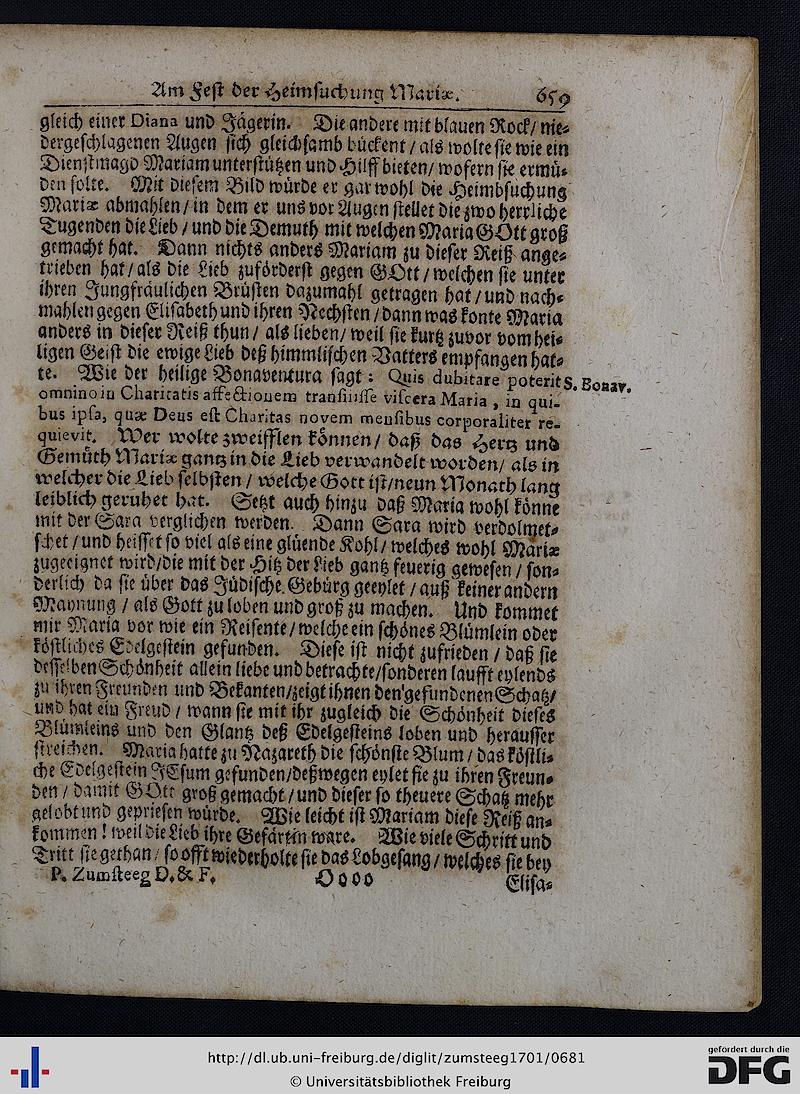 Am Fest der Heimsuchung Mariæ. 659
gleich einer Diana und Jägerin. Die andere mit blauen Rock/ nie-
dergeschlagenen Augen sich gleichsamb bückent / als wolte sie wie ein
Dienstmagd Mariam unterstützen und Hilff bieten/ wofern sie ermü-
den solte. Mit diesem Bild würde er gar wohl die Heimbsuchung
Mariæ abmahlen / in dem er uns vor Augen stellet die zwo herrliche
Tugenden die Lieb / und die Demuth mit welchen Maria GOtt groß
gemacht hat. Dann nichts anders Mariam zu dieser Reiß ange-
trieben hat / als die Lieb zuförderst gegen GOtt / welchen sie unter
ihren Jungfräulichen Brüsten dazumahl getragen hat / und nach-
mahlen gegen Elisabeth und ihren Nechsten / dann was konte Maria
anders in dieser Reiß thun / als lieben / weil sie kurtz zuvor vom hei-
ligen Geist die ewige Lieb deß himmlischen Vatters empfangen hat-
te. Wie der heilige Bonaventura sagt : Quis dubitare poterit S. Bonav.
omnino in Charitatis affectionem transiisse viscera Maria , in qui-
bus ipsa, quæ Deus est Charitas novem mensibus corporaliter re-
quievit. Wer wolte zweifflen können / daß das Hertz und
Gemüth Mariæ gantz in die Lieb verwandelt worden / als in
welcher die Lieb selbsten / welche Gott ist/ neun Monath lang
leiblich geruhet hat. Setzt auch hinzu daß Maria wohl könne
mit der Sara verglichen werden. Dann Sara wird verdolmet-
schet / und heisset so viel als eine glüende Kohl / welches wohl Mariæ
zugeeignet wird/die mit der Hitz der Lieb gantz feuerig gewesen / son-
derlich da sie über das Jüdische Gebürg geeylet / auß keiner andern
Maynung / als Gott zu loben und groß zu machen. Und kommet
mir Maria vor wie ein Reisente / welche ein schönes Blümlein oder
köstliches Edelgestein gefunden. Diese ist nicht zufrieden / daß sie
desselben Schönheit allein liebe und betrachte/sonderen laufft eylends
zu ihren Freunden und Bekanten/zeigt ihnen den gefundenen Schatz/
und hat ein Freud / wann sie mit ihr zugleich die Schönheit dieses
Blümleins und den Glantz deß Edelgesteins loben und herausser
streichen. Maria hatte zu Nazareth die schönste Blum / das köstli-
che Edelgestein JEsum gefunden/deßwegen eylet sie zu ihren Freun-
den / damit GOtt groß gemacht / und dieser so theuere Schatz mehr
gelobt und gepriesen würde. Wie leicht ist Mariam diese Reiß an-
kommen ! weil die Lieb ihre Gefärtin ware. Wie viele Schritt und
Tritt sie gethan / so offt wiederholte sie das Lobgesang / welches sie bey
P. Zumsteeg D. & F. Oooo Elisa-
http://dl.ub.uni-freiburg.de/diglit/zumsteeg1701/0681
© Universitätsbibliothek Freiburg
gefördert durch die
DFG